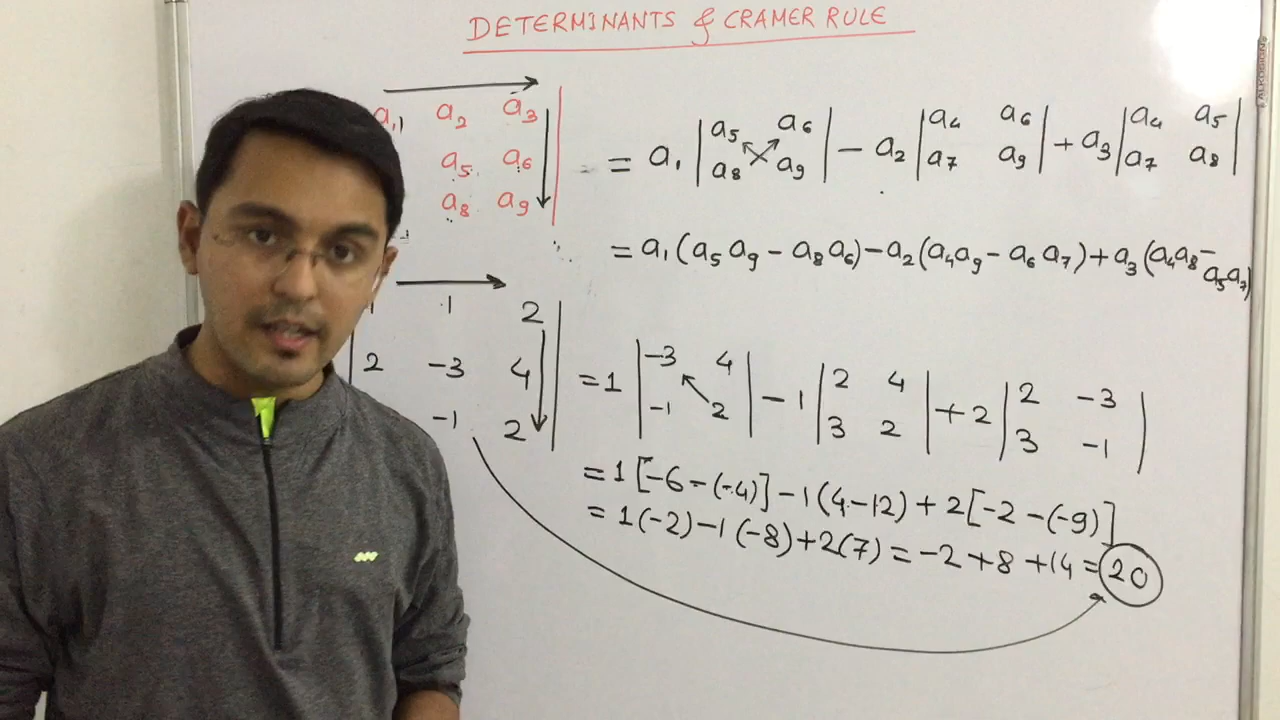 DETERMINANTS & CRAMER RULE
a₁ a₂ a₃
a₅ a₆
a₈ a₉
= a₁ |a₅ a₆| - a₂ |a₄ a₆| + a₃ |a₄ a₅|
|a₈ a₉| |a₇ a₉| |a₇ a₈|
= a₁(a₅a₉ - a₈a₆) - a₂(a₄a₉ - a₆a₇) + a₃(a₄a₈ - a₅a₇)
1 1 2
2 -3 4
-1 2
= 1 |-3 4| - 1 |2 4| + 2 |2 -3|
|-1 2| |3 2| |3 -1|
= 1[-6-(-4)] - 1(4-12) + 2[-2-(-9)]
= 1(-2) - 1(-8) + 2(7) = -2 + 8 + 14 = 20